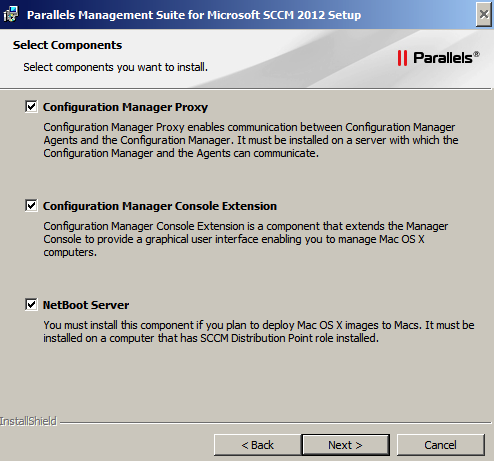 Parallels Management Suite for Microsoft SCCM 2012 Setup
Select Components
Select components you want to install.
Parallels®
Configuration Manager Proxy
Configuration Manager Proxy enables communication between Configuration Manager
Agents and the Configuration Manager. It must be installed on a server with which the
Configuration Manager and the Agents can communicate.
Configuration Manager Console Extension
Configuration Manager Console Extension is a component that extends the Manager
Console to provide a graphical user interface enabling you to manage Mac OS X
computers.
NetBoot Server
You must install this component if you plan to deploy Mac OS X images to Macs. It must be
installed on a computer that has SCCM Distribution Point role installed.
InstallShield
< Back Next > Cancel